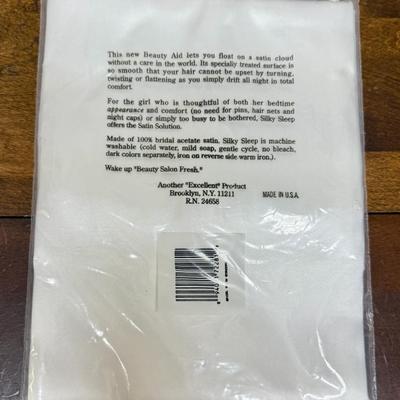 This new Beauty Aid lets you float on a satin cloud
without a care in the world. Its specially treated surface is
so smooth that your hair cannot be upset by turning,
twisting or flattening as you simply drift all night in total
comfort.
For the girl who is thoughtful of both her bedtime
appearance and comfort (no need for pins, hair nets and
night caps) or simply too busy to be bothered, Silky Sleep
offers the Satin Solution.
Made of 100% bridal acetate satin, Silky Sleep is machine
washable (cold water, mild soap, gentle cycle, no bleach,
dark colors separately, iron on reverse side warm iron.).
Wake up "Beauty Salon Fresh."
Another "Excellent" Product
Brooklyn, N.Y. 11211
R.N. 24658
MADE IN U.S.A.